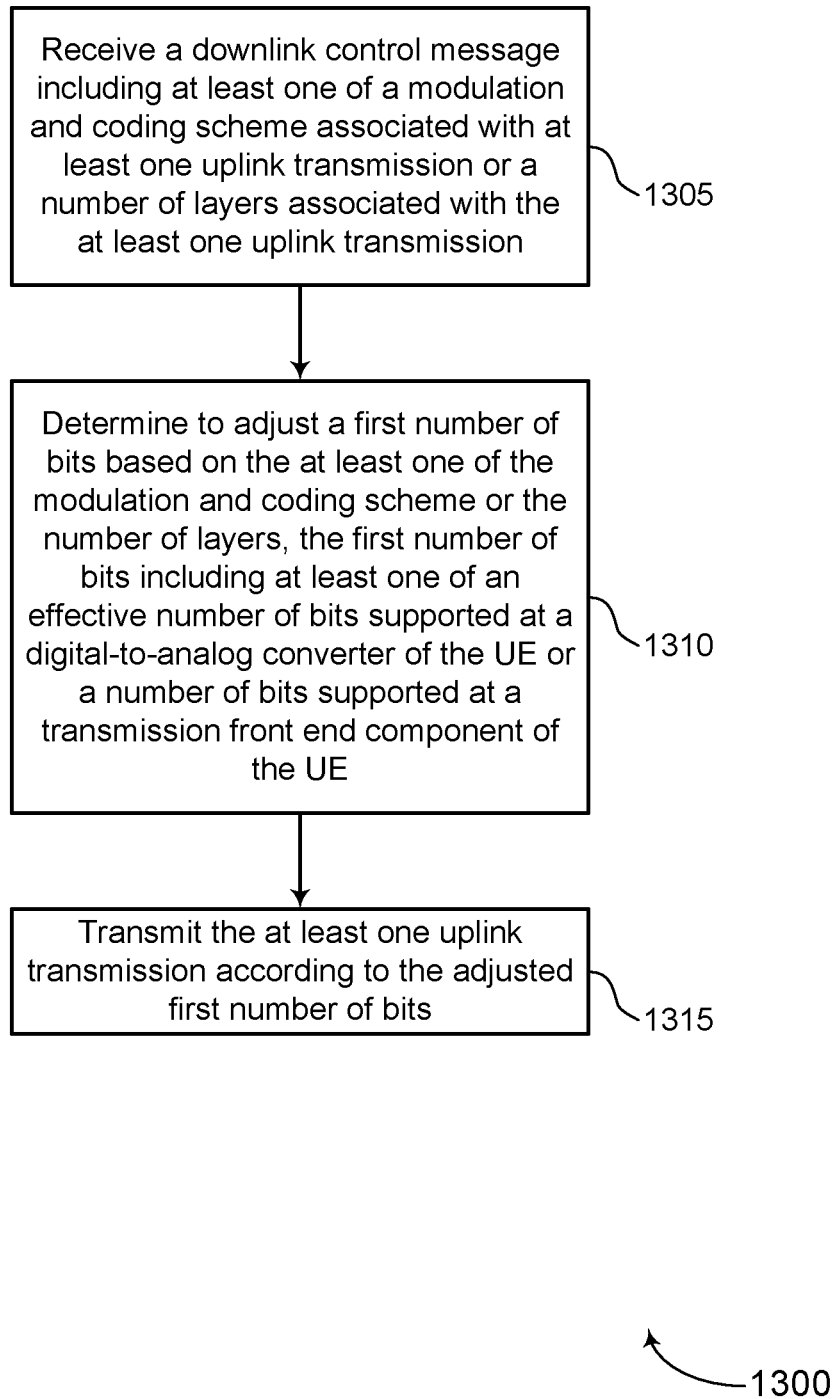 Receive a downlink control message
including at least one of a modulation
and coding scheme associated with at
least one uplink transmission or a
number of layers associated with the
at least one uplink transmission
1305
Determine to adjust a first number of
bits based on the at least one of the
modulation and coding scheme or the
number of layers, the first number of
bits including at least one of an
effective number of bits supported at a
digital-to-analog converter of the UE or
a number of bits supported at a
transmission front end component of
the UE
1310
Transmit the at least one uplink
transmission according to the adjusted
first number of bits
1315
1300